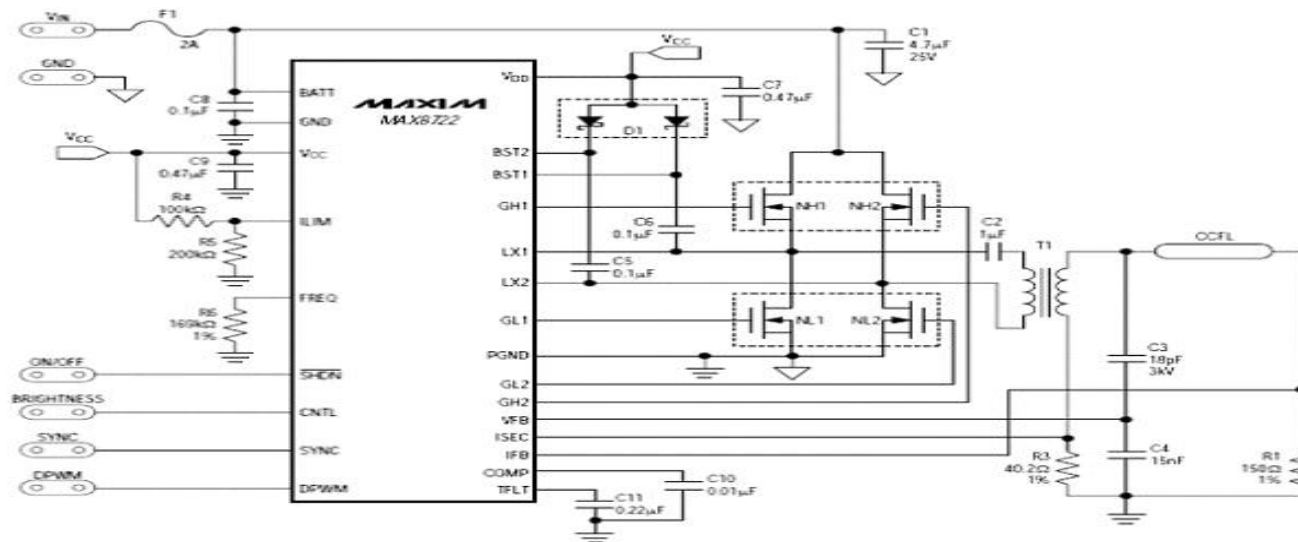 VIN
F1
2A
GND
C8
0.1µF
VCC
C9
0.47µF
R4
100kΩ
R5
200kΩ
R6
169kΩ
1%
ON/OFF
BRIGHTNESS
SYNC
DPWM
MAXIM
MAX8722
BATT
GND
VCC
ILIM
FREQ
SHDN
CNTL
SYNC
DPWM
VDD
BST2
BST1
GH1
LX1
LX2
GL1
PGND
GL2
GH2
VFB
ISEC
IFB
COMP
TFLT
VCC
C7
0.47µF
D1
C6
0.1µF
C5
0.1µF
C1
4.7µF
25V
NH1
NH2
NL1
NL2
C2
1µF
T1
CCFL
C3
18pF
3kV
C4
15nF
R3
40.2Ω
1%
R1
150Ω
1%
C10
0.01µF
C11
0.22µF